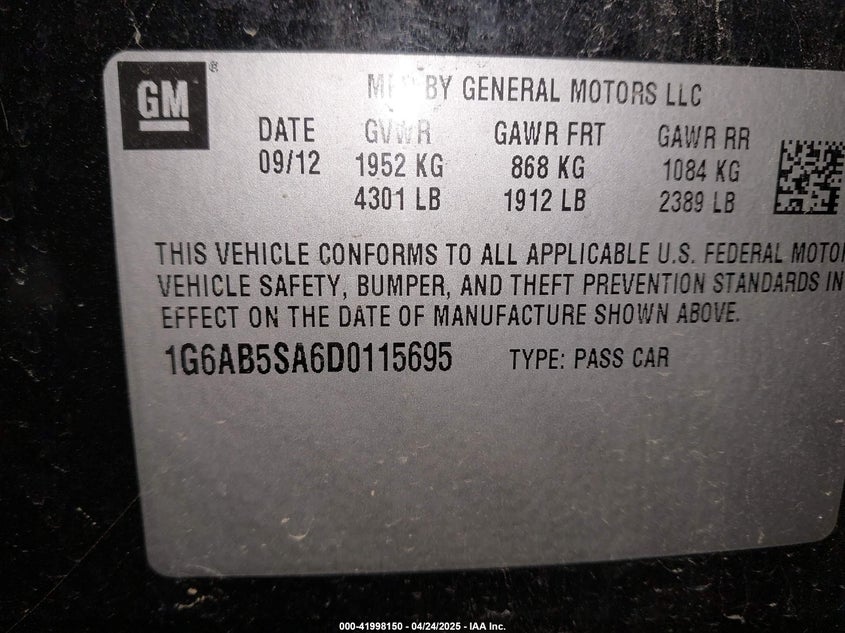 GM®
MFD BY GENERAL MOTORS LLC
DATE GVWR GAWR FRT GAWR RR
09/12 1952 KG 868 KG 1084 KG
4301 LB 1912 LB 2389 LB
THIS VEHICLE CONFORMS TO ALL APPLICABLE U.S. FEDERAL MOTO
VEHICLE SAFETY, BUMPER, AND THEFT PREVENTION STANDARDS IN
EFFECT ON THE DATE OF MANUFACTURE SHOWN ABOVE.
1G6AB5SA6D0115695 TYPE: PASS CAR
000-41998150 - 04/24/2025 - IAA Inc.